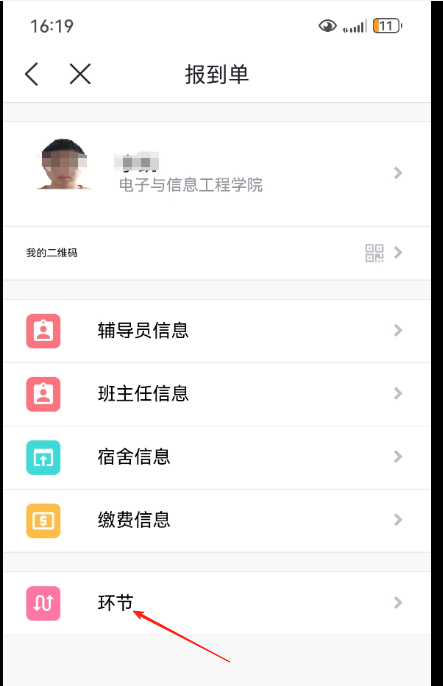 16:19
11
报到单
电子与信息工程学院
我的二维码
辅导员信息
班主任信息
宿舍信息
缴费信息
环节